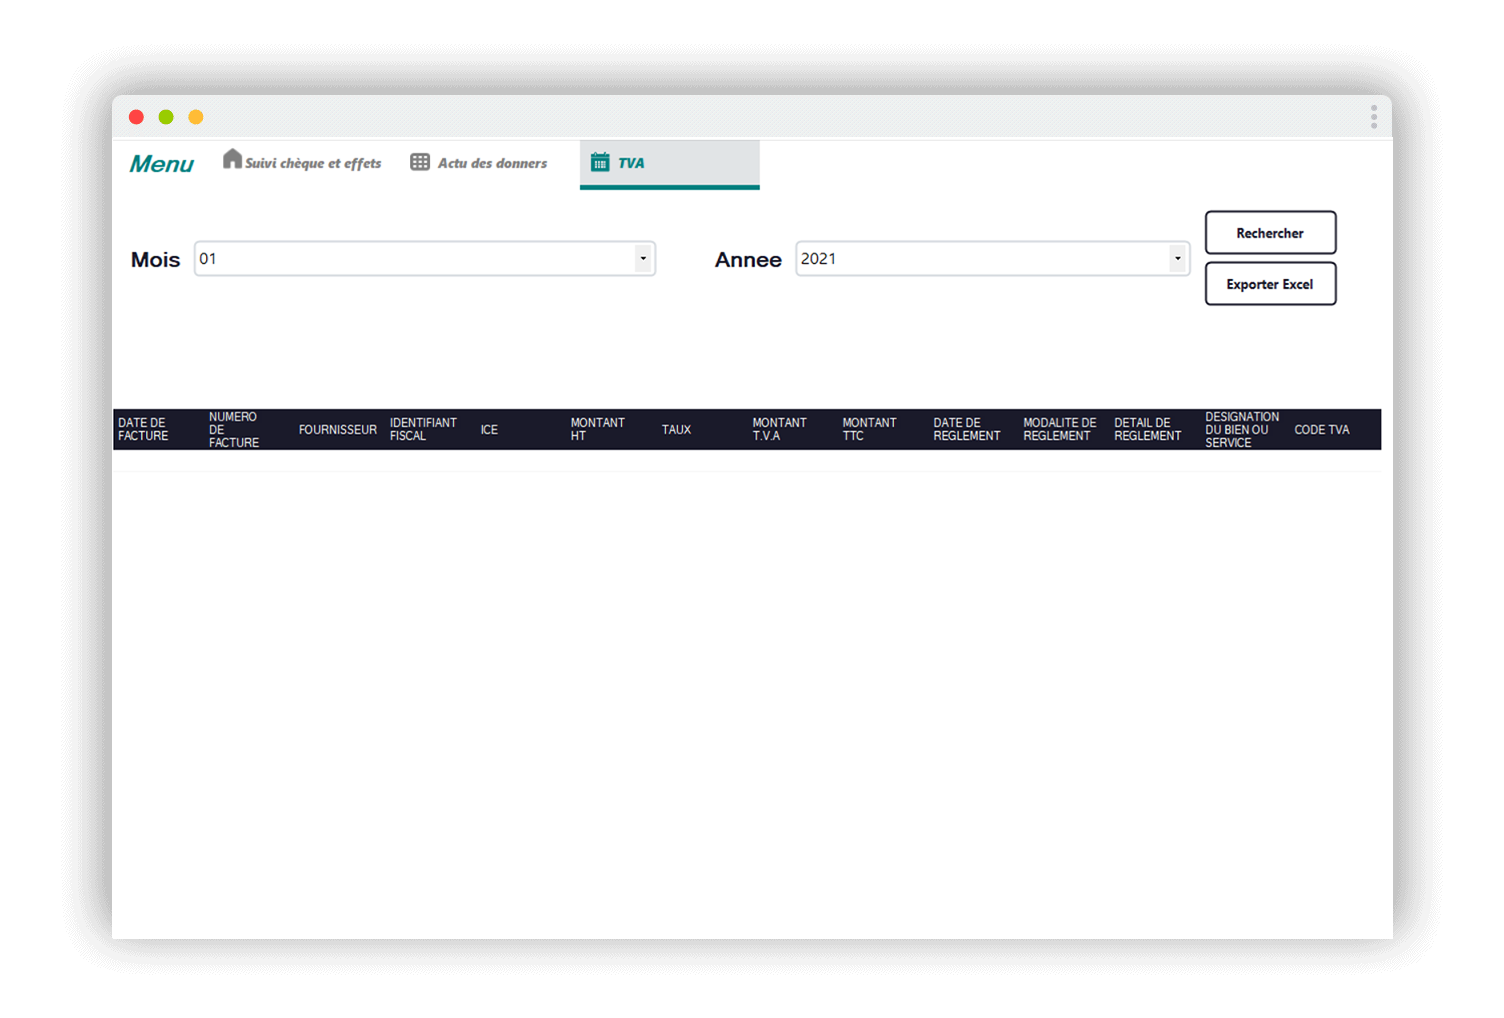 Menu
Suivi chèque et effets
Actu des donners
TVA
Mois
01
Annee
2021
Rechercher
Exporter Excel
DATE DE
FACTURE
NUMERO
DE
FACTURE
FOURNISSEUR
IDENTIFIANT
FISCAL
ICE
MONTANT
HT
TAUX
MONTANT
T.V.A
MONTANT
TTC
DATE DE
REGLEMENT
MODALITE DE
REGLEMENT
DETAIL DE
REGLEMENT
DESIGNATION
DU BIEN OU
SERVICE
CODE TVA